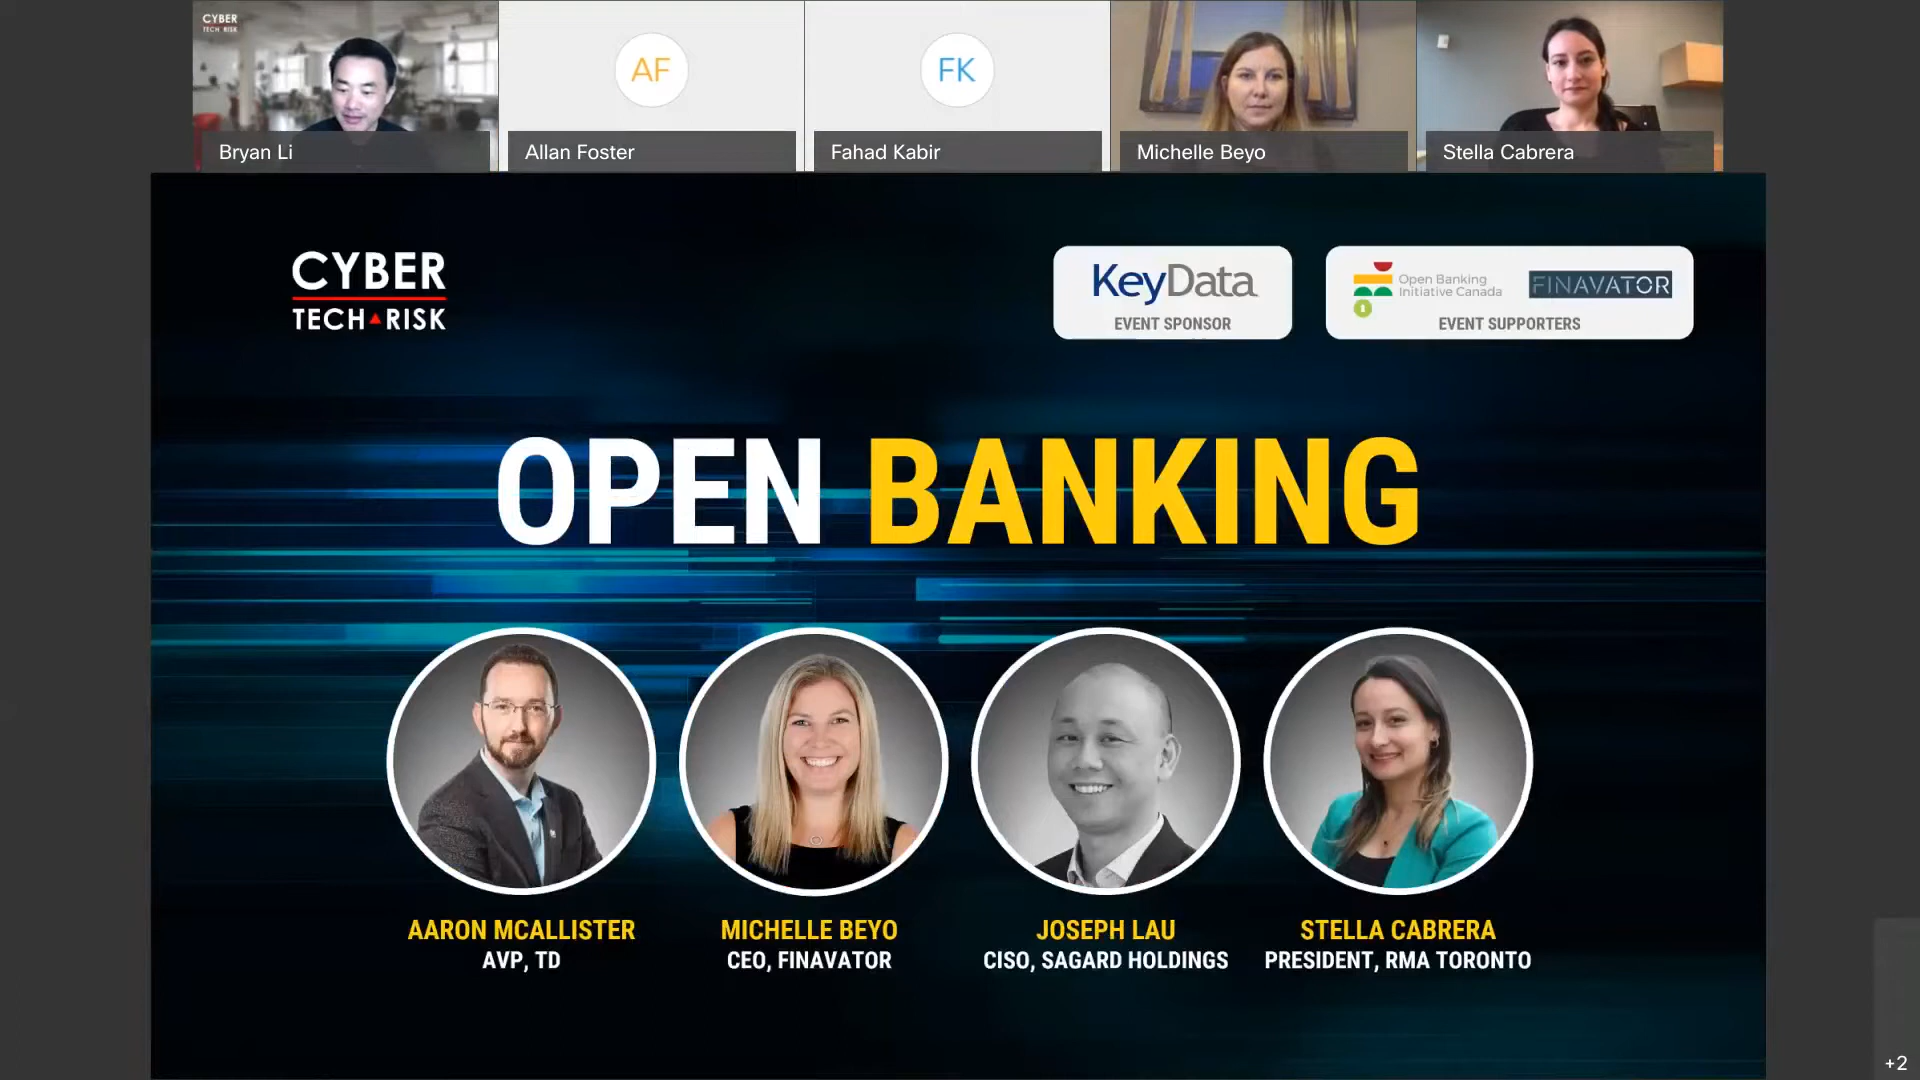 CYBER
TECH RISK
AF
FK
Bryan Li
Allan Foster
Fahad Kabir
Michelle Beyo
Stella Cabrera
CYBER
TECH RISK
KeyData
EVENT SPONSOR
Open Banking
Initiative Canada
FINAVATOR
EVENT SUPPORTERS
OPEN BANKING
AARON MCALLISTER
AVP, TD
MICHELLE BEYO
CEO, FINAVATOR
JOSEPH LAU
CISO, SAGARD HOLDINGS
STELLA CABRERA
PRESIDENT, RMA TORONTO
+2